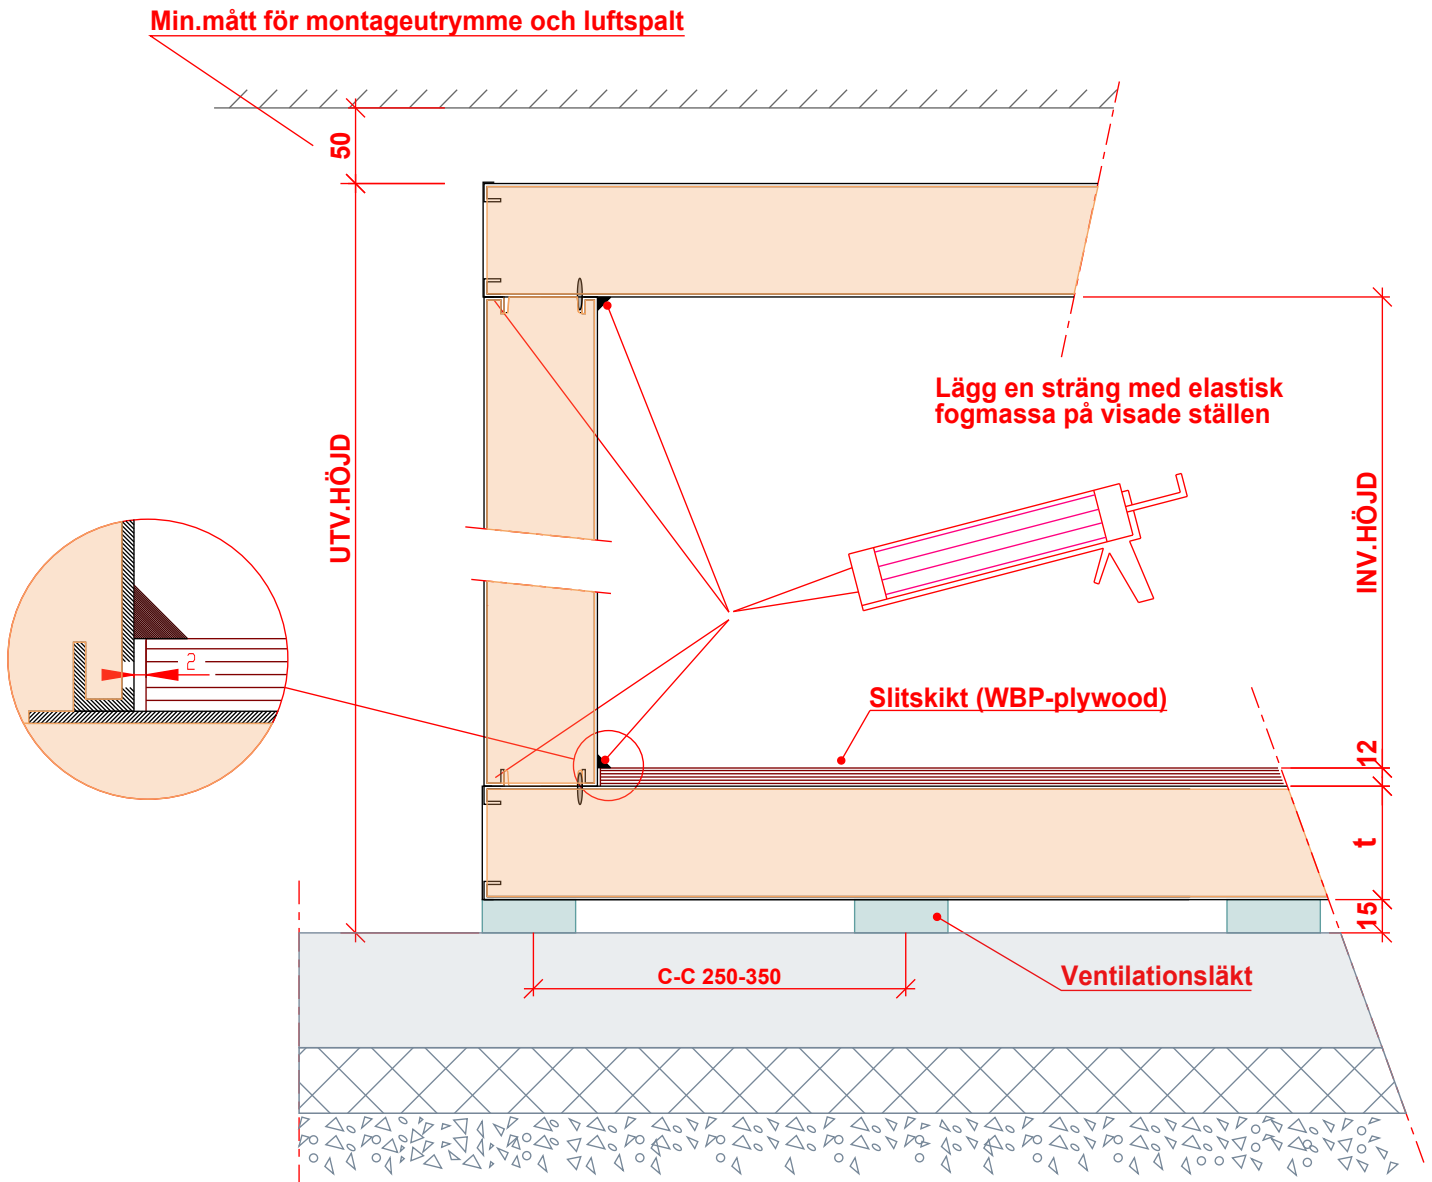 Min.mått för montageutrymme och luftspalt
50
UTV.HÖJD
Lägg en sträng med elastisk
fogmassa på visade ställen
INV.HÖJD
2
Slitskikt (WBP-plywood)
12
t
15
C-C 250-350
Ventilationsläkt